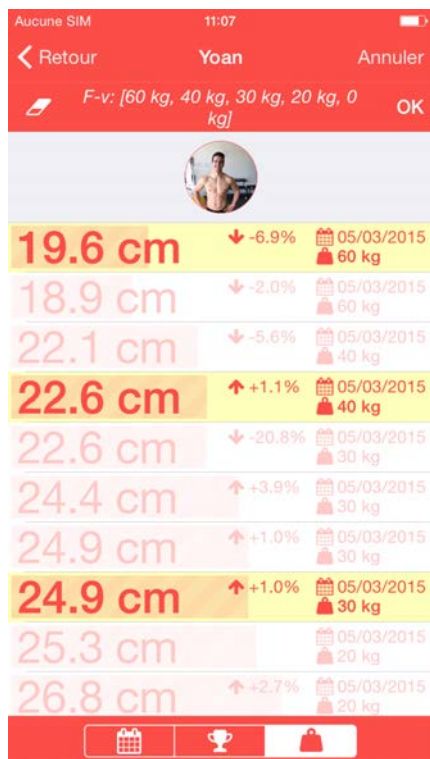 Aucune SIM 11:07
Retour Yoan Annuler
F-v: [60 kg, 40 kg, 30 kg, 20 kg, 0
kg] OK
19.6 cm -6.9% 05/03/2015
60 kg
18.9 cm -2.0% 05/03/2015
60 kg
22.1 cm -5.6% 05/03/2015
40 kg
22.6 cm +1.1% 05/03/2015
40 kg
22.6 cm -20.8% 05/03/2015
30 kg
24.4 cm +3.9% 05/03/2015
30 kg
24.9 cm +1.0% 05/03/2015
30 kg
24.9 cm +1.0% 05/03/2015
30 kg
25.3 cm 05/03/2015
20 kg
26.8 cm +2.7% 05/03/2015
20 kg